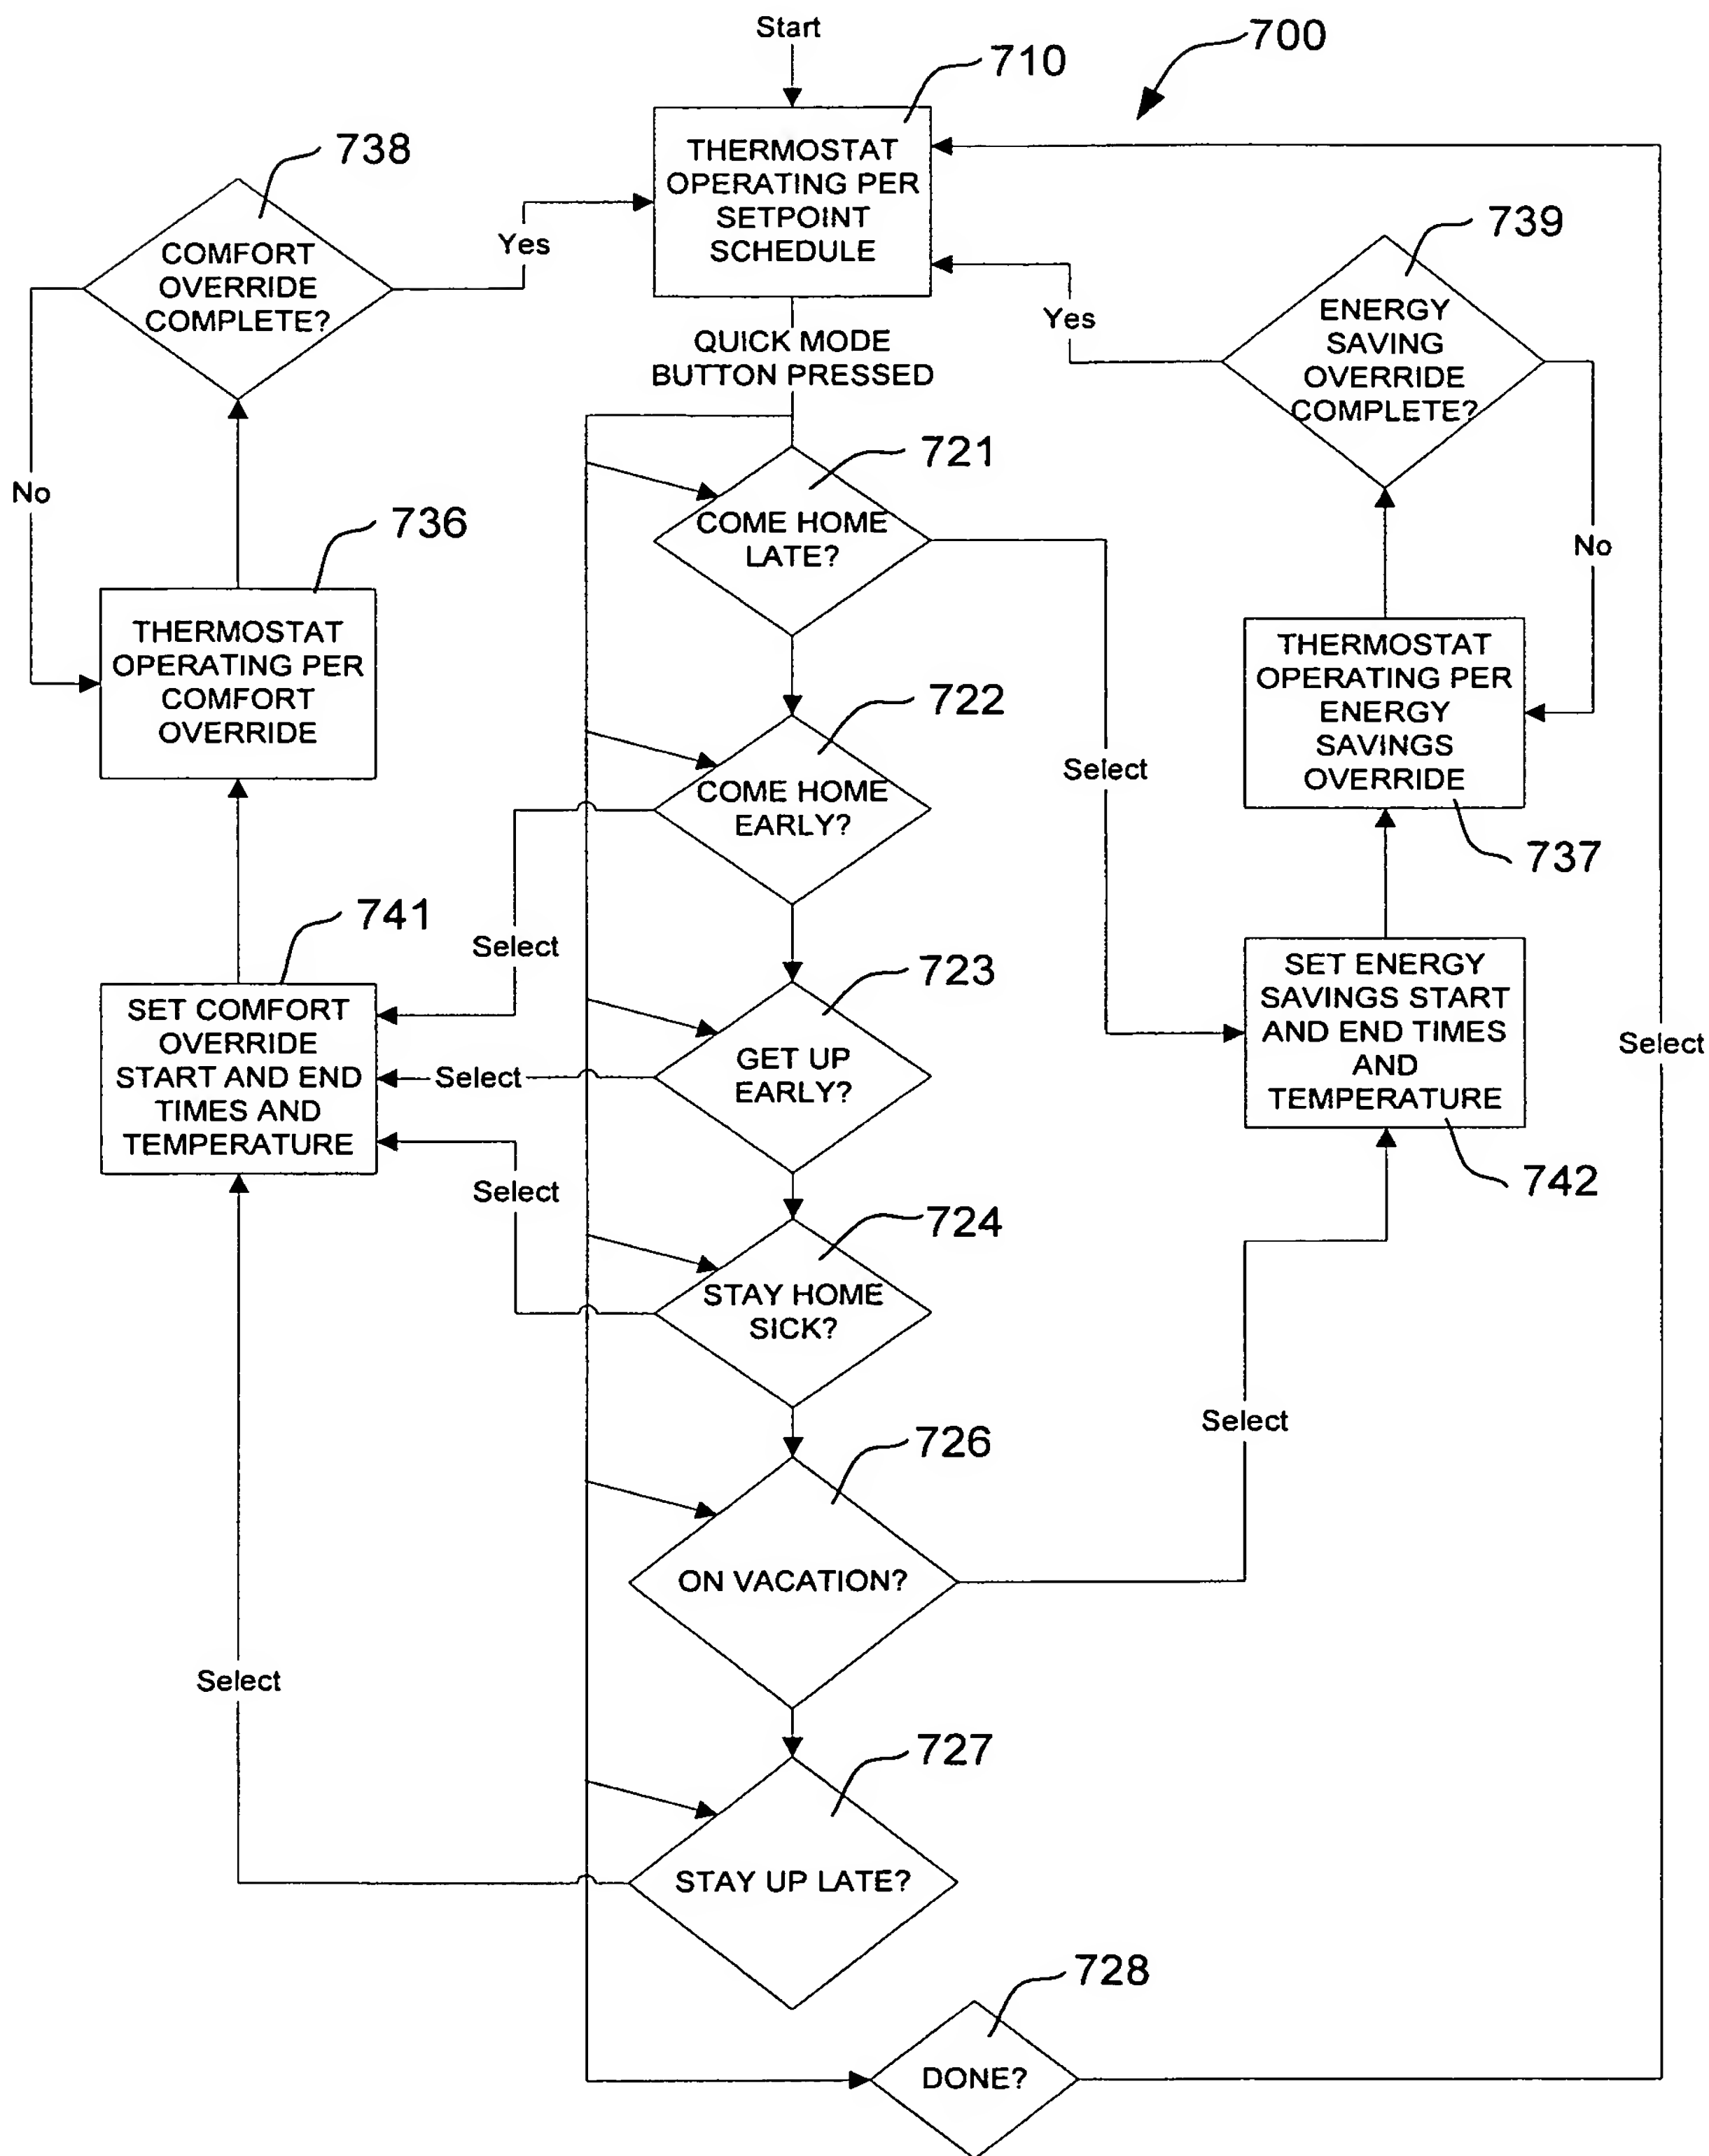 Start
700
710
THERMOSTAT
OPERATING PER
SETPOINT
SCHEDULE
738
COMFORT
OVERRIDE
COMPLETE?
Yes
No
739
ENERGY
SAVING
OVERRIDE
COMPLETE?
Yes
No
QUICK MODE
BUTTON PRESSED
721
COME HOME
LATE?
Select
736
THERMOSTAT
OPERATING PER
COMFORT
OVERRIDE
THERMOSTAT
OPERATING PER
ENERGY
SAVINGS
OVERRIDE
737
722
COME HOME
EARLY?
Select
741
SET COMFORT
OVERRIDE
START AND END
TIMES AND
TEMPERATURE
723
GET UP
EARLY?
Select
SET ENERGY
SAVINGS START
AND END TIMES
AND
TEMPERATURE
742
Select
724
STAY HOME
SICK?
Select
726
ON VACATION?
Select
727
STAY UP LATE?
Select
728
DONE?